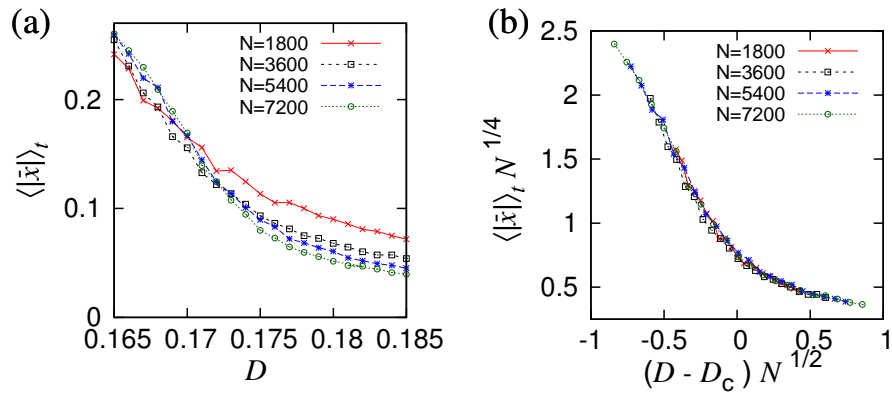 (a)
⟨|x̄|⟩t
0.2
0.1
0
N=1800
N=3600
N=5400
N=7200
0.165 0.17 0.175 0.18 0.185
D
(b)
⟨|x̄|⟩t N^1/4
2.5
2
1.5
1
0.5
N=1800
N=3600
N=5400
N=7200
-1 -0.5 0 0.5 1
(D - Dc) N^1/2